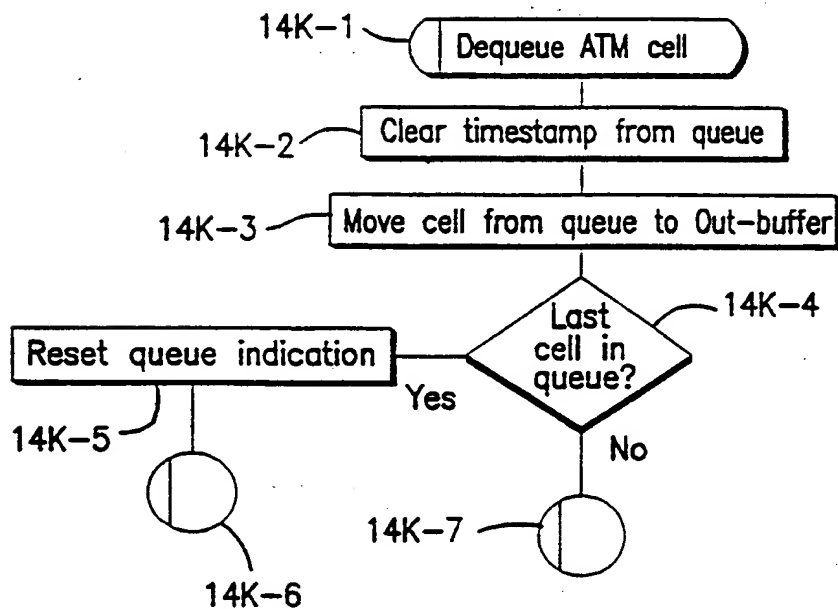 14K-1
Dequeue ATM cell
14K-2
Clear timestamp from queue
14K-3
Move cell from queue to Out-buffer
14K-4
Last
cell in
queue?
Reset queue indication
Yes
14K-5
No
14K-7
14K-6